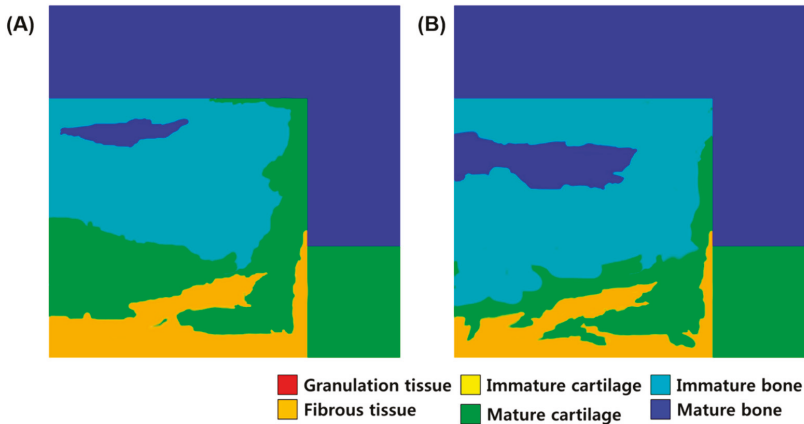 (A) (B)
Granulation tissue Immature cartilage Immature bone
Fibrous tissue Mature cartilage Mature bone